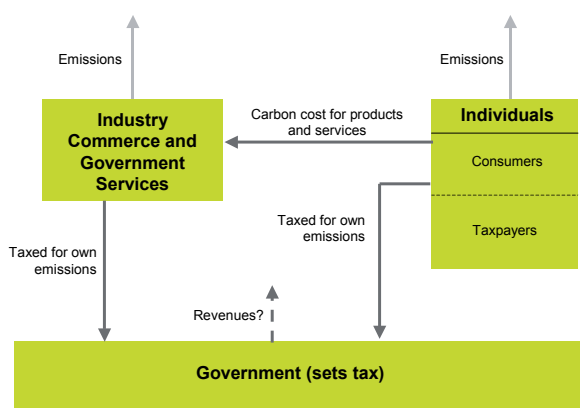 Emissions
Emissions
Industry
Commerce and
Government
Services
Carbon cost for products
and services
Individuals
Consumers
Taxpayers
Taxed for own
emissions
Taxed for own
emissions
Revenues?
Government (sets tax)